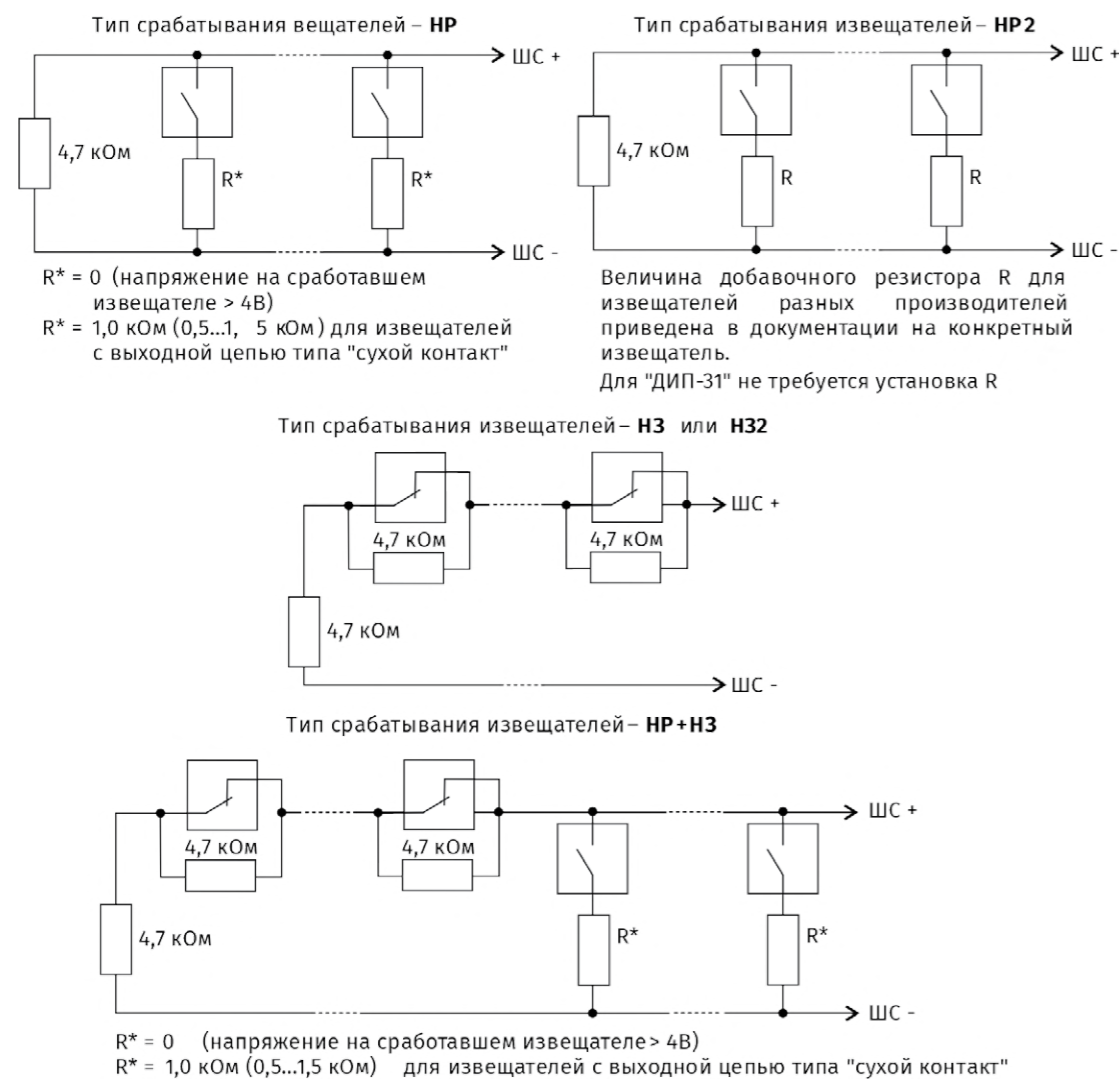 Тип срабатывания вещателей – НР
ШС +
4,7 кОм
R*
R*
ШС -
R* = 0 (напряжение на сработавшем
извещателе > 4В)
R* = 1,0 кОм (0,5...1, 5 кОм) для извещателей
с выходной цепью типа "сухой контакт"
Тип срабатывания извещателей – НР2
ШС +
4,7 кОм
R
R
ШС -
Величина добавочного резистора R для
извещателей разных производителей
приведена в документации на конкретный
извещатель.
Для "ДИП-31" не требуется установка R
Тип срабатывания извещателей – НЗ или НЗ2
ШС +
4,7 кОм
4,7 кОм
4,7 кОм
ШС -
Тип срабатывания извещателей – НР+НЗ
ШС +
4,7 кОм
4,7 кОм
4,7 кОм
R*
R*
ШС -
R* = 0 (напряжение на сработавшем извещателе > 4В)
R* = 1,0 кОм (0,5...1,5 кОм) для извещателей с выходной цепью типа "сухой контакт"